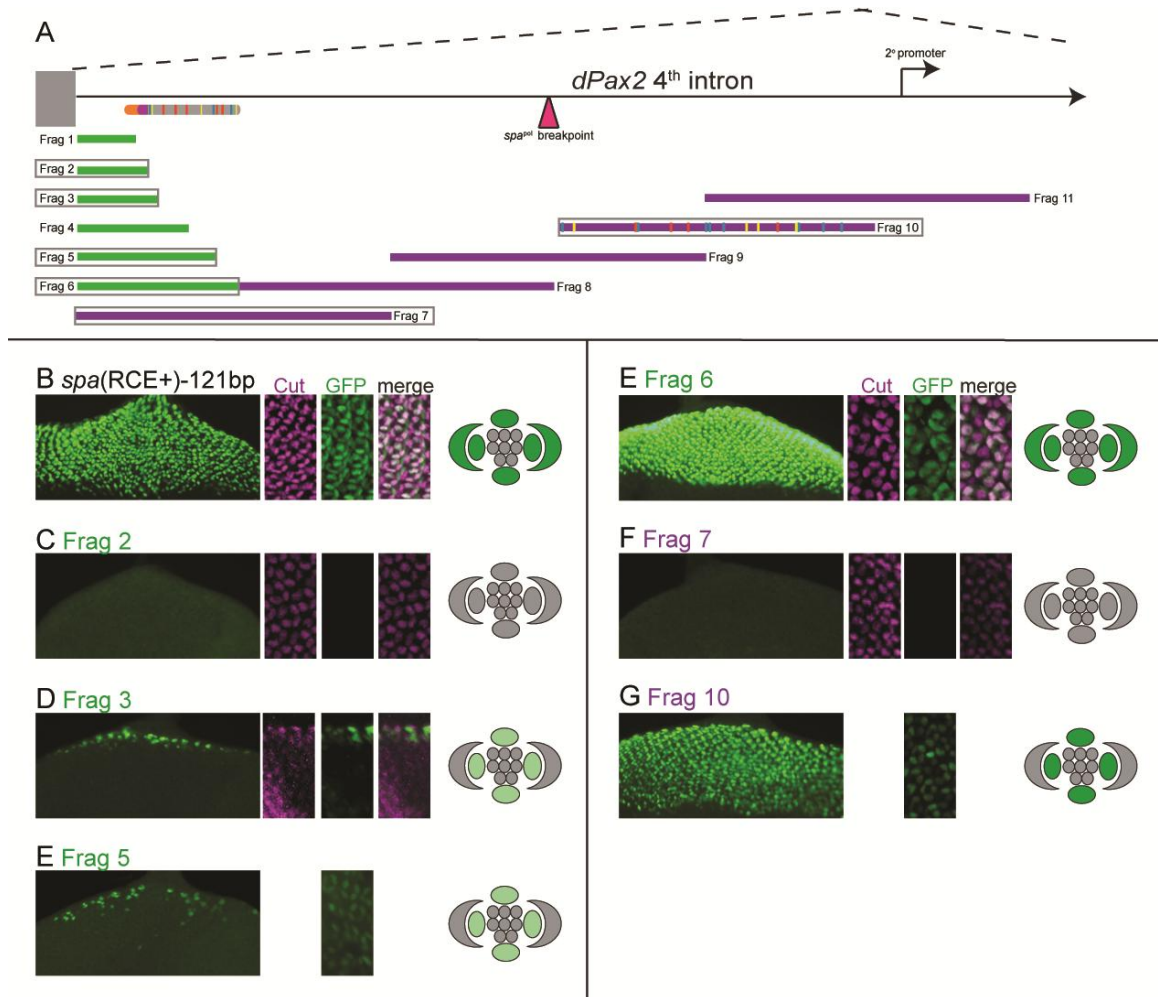 A
2º promoter
dPax2 4th intron
spapol breakpoint
Frag 1
Frag 2
Frag 3
Frag 11
Frag 4
Frag 10
Frag 5
Frag 9
Frag 6
Frag 8
Frag 7
B spa(RCE+)-121bp
Cut GFP merge
C Frag 2
D Frag 3
E Frag 5
E Frag 6
Cut GFP merge
F Frag 7
G Frag 10